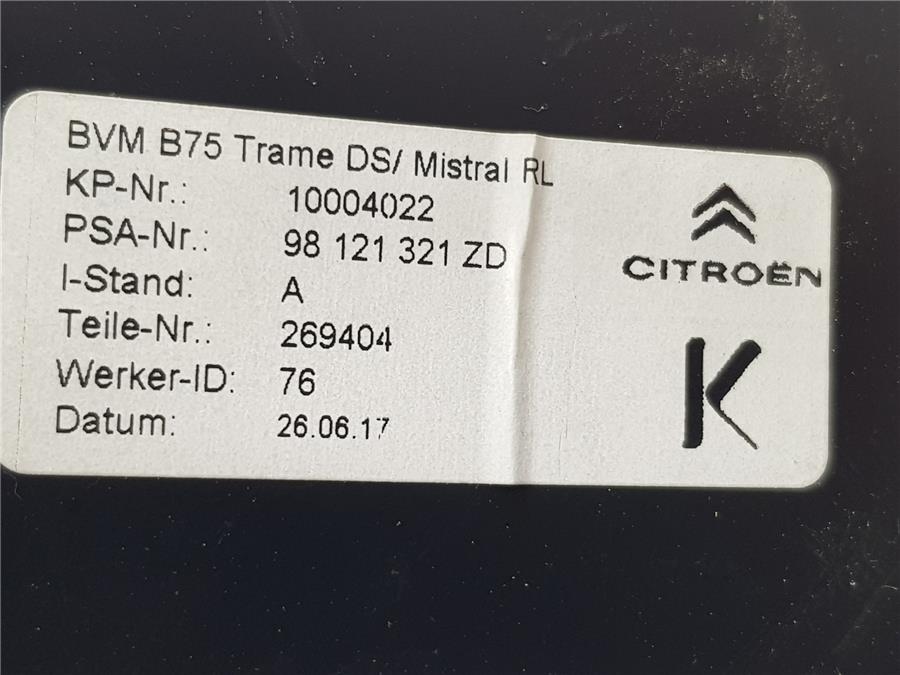 BVM B75 Trame DS/ Mistral RL
KP-Nr.: 10004022
PSA-Nr.: 98 121 321 ZD
I-Stand: A
Teile-Nr.: 269404
Werker-ID: 76
Datum: 26.06.17
CITROËN
K